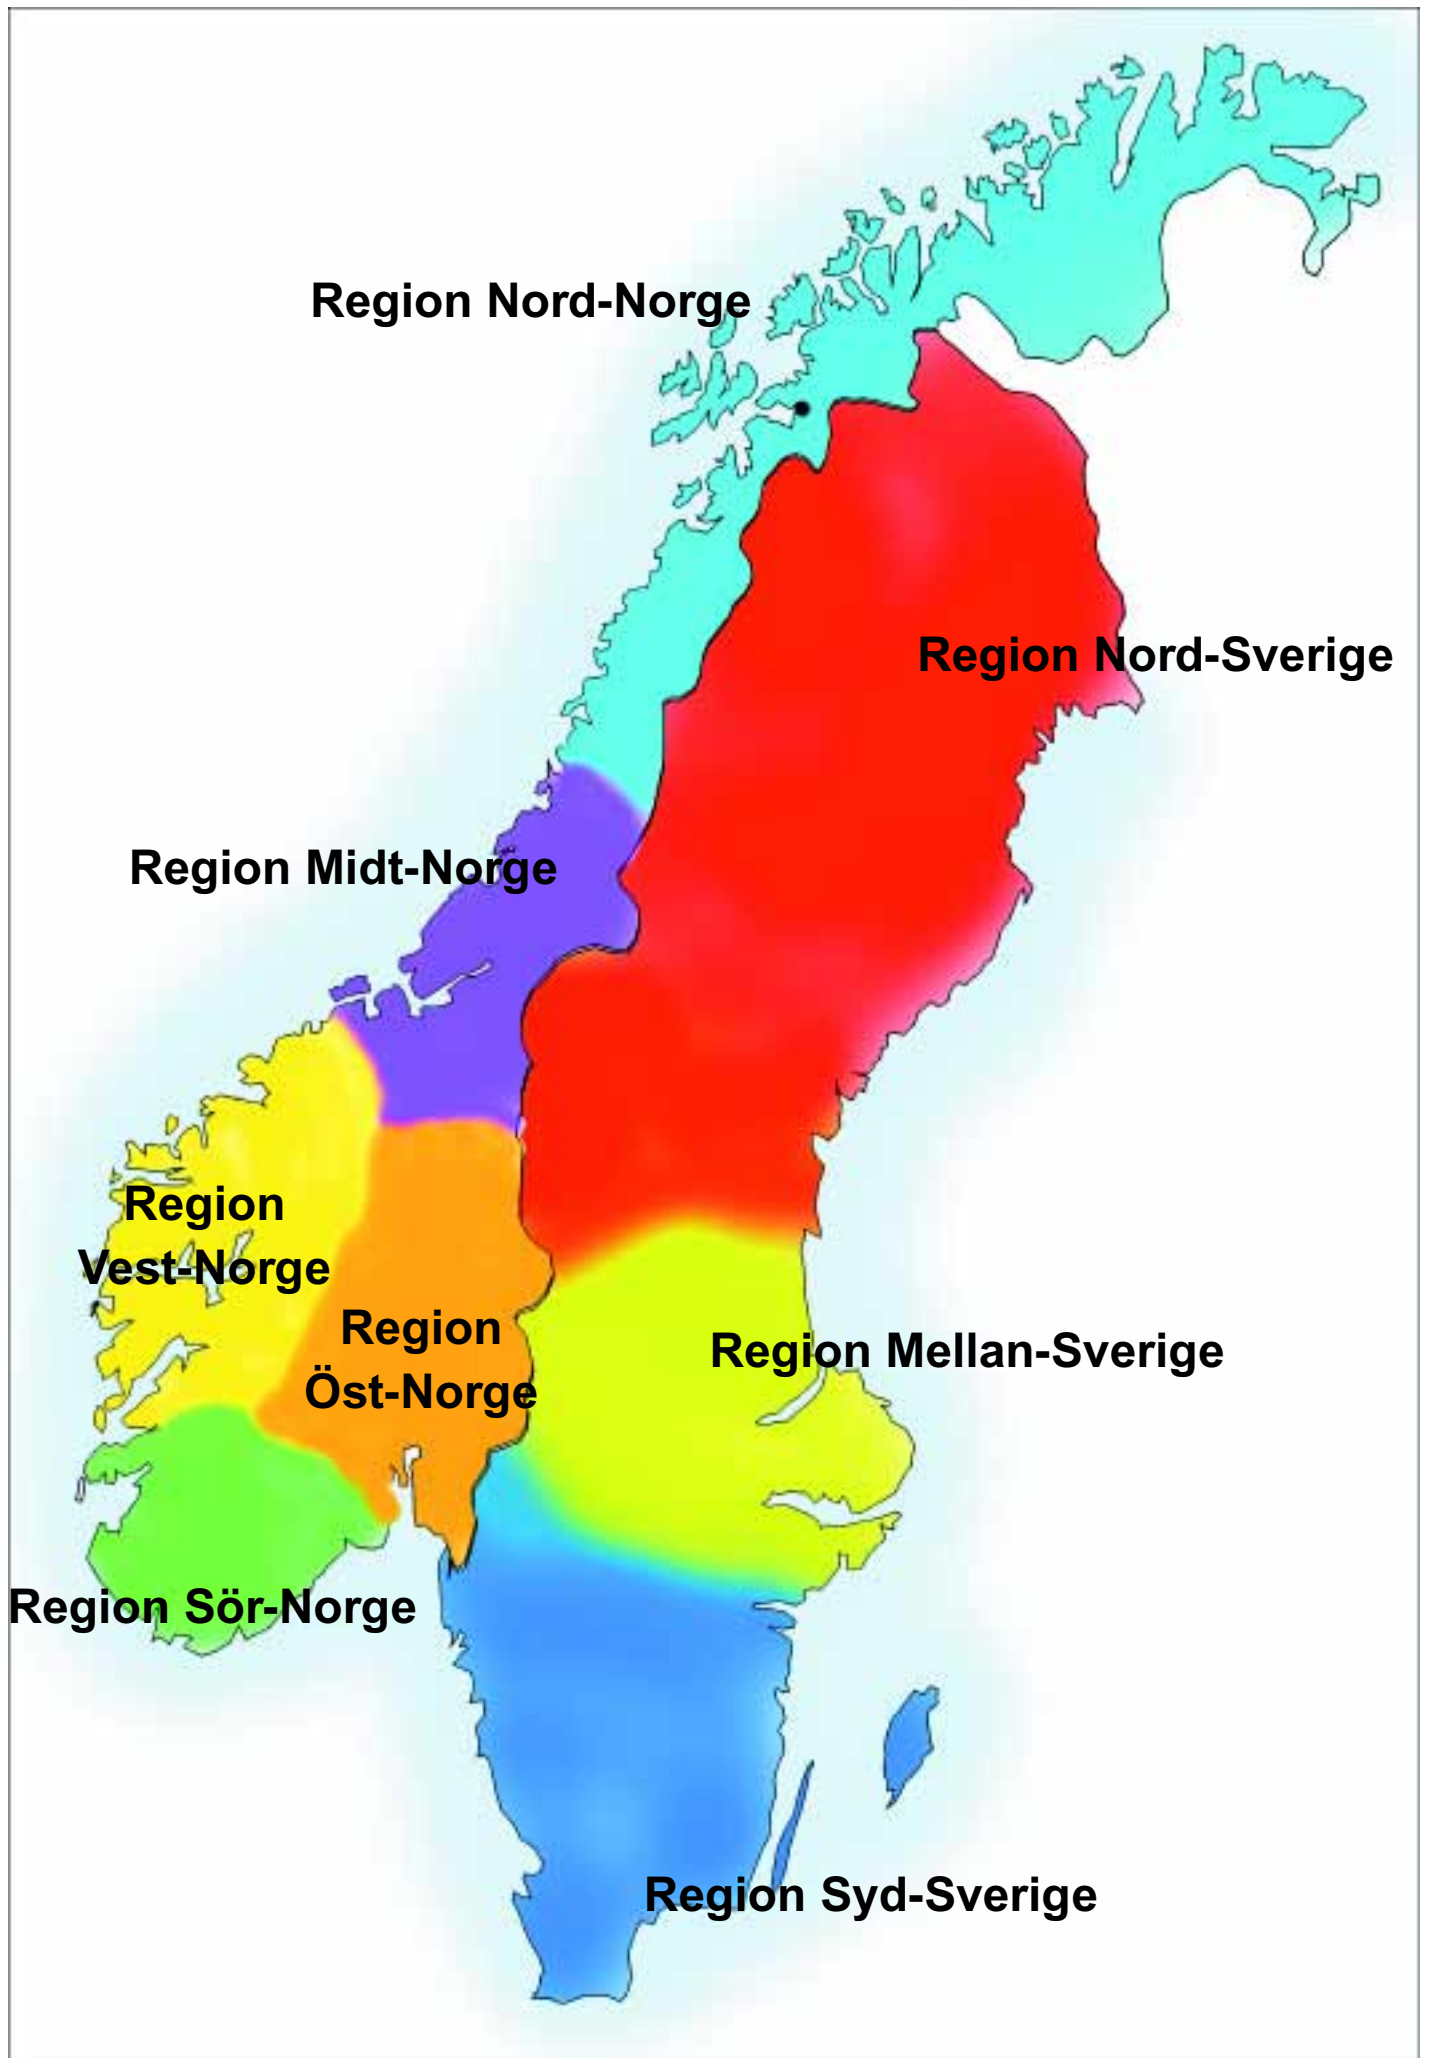 Region Nord-Norge
Region Nord-Sverige
Region Midt-Norge
Region
Vest-Norge
Region
Öst-Norge
Region Mellan-Sverige
Region Sör-Norge
Region Syd-Sverige